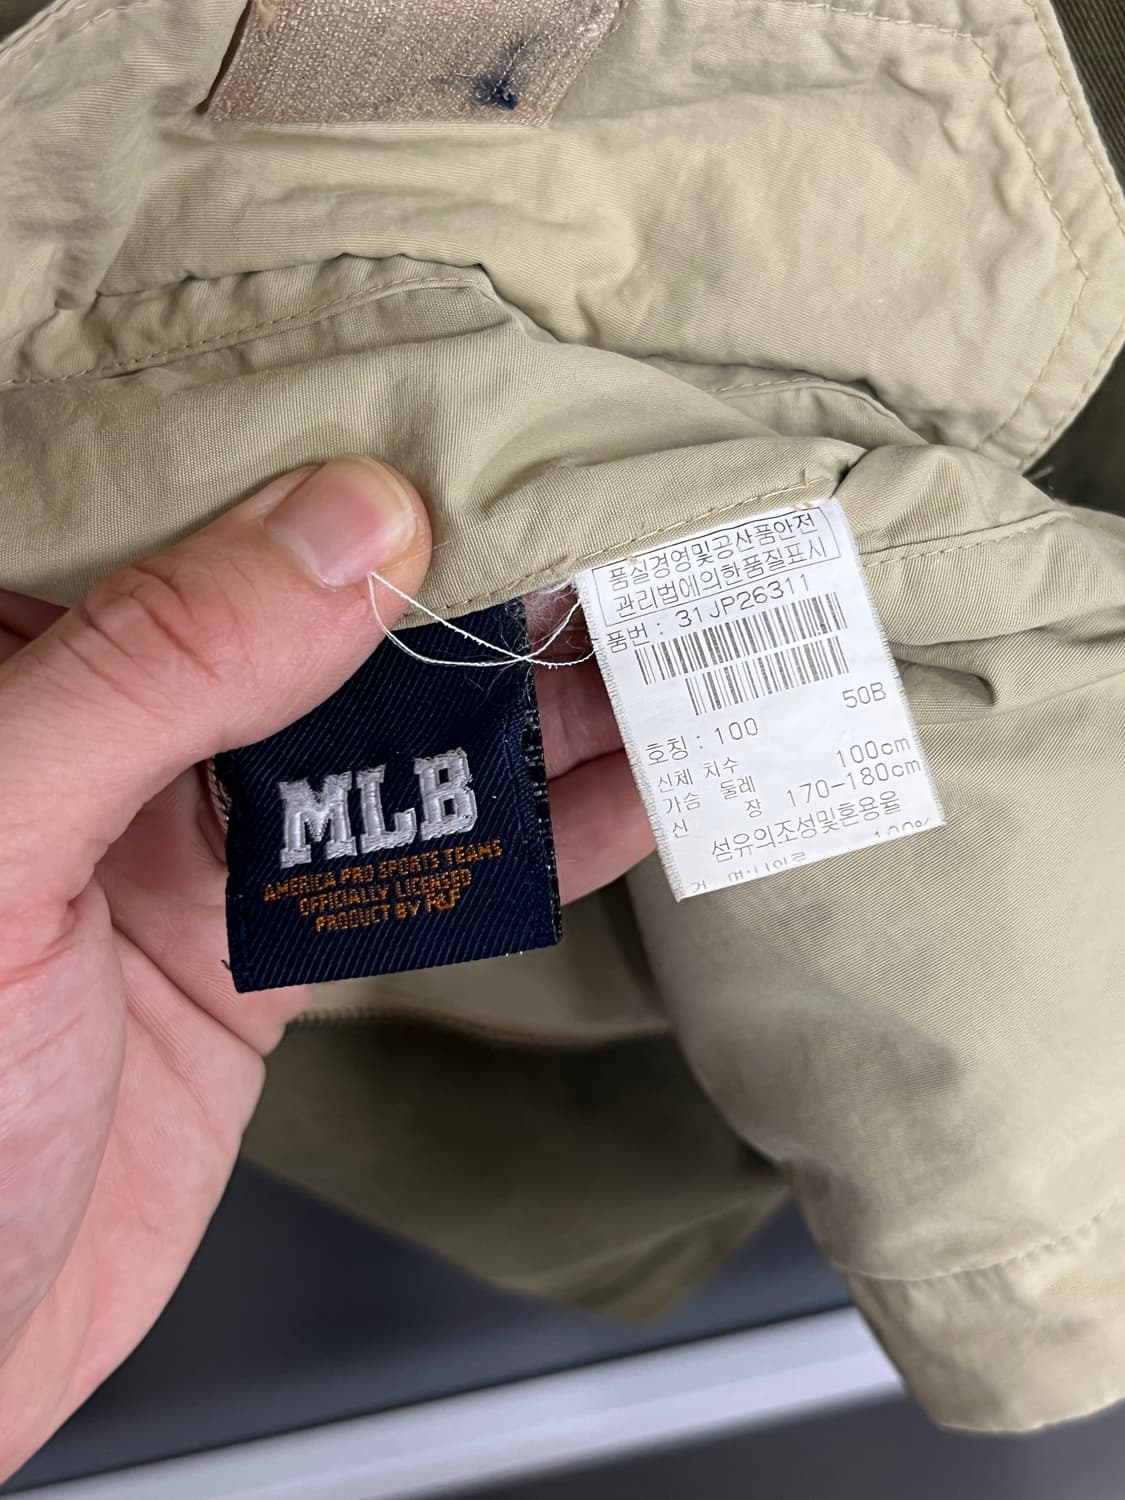 MLB
AMERICA PRO SPORTS TEAMS
OFFICIALLY LICENSED
PRODUCT BY F&F
품실경영및공산품안전
관리법에의한품질표시
품번 : 31JP26311
50B
호칭 : 100
신체 치수
가슴 둘레 100cm
신 장 170-180cm
섬유의조성및혼용율
100%